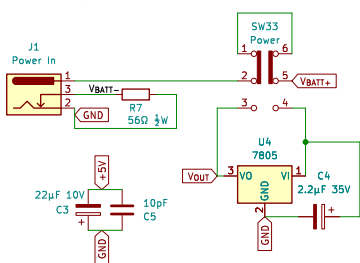 J1
Power In
1
3
2
VBATT-
R7
56Ω ½W
GND
SW33
Power
1
6
2
5
VBATT+
3
4
U4
7805
VOUT
3
VO
VI
1
GND
2
GND
C4
2.2µF 35V
+
+5V
22µF 10V
C3
+
10pF
C5
GND